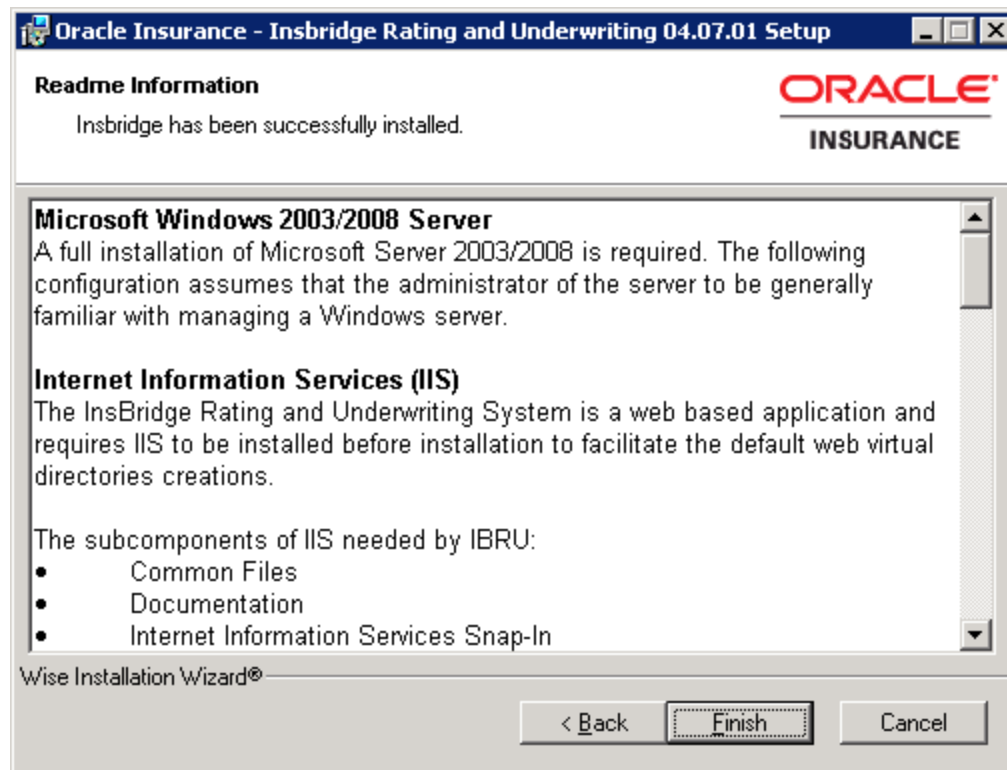 Oracle Insurance - Insbridge Rating and Underwriting 04.07.01 Setup
Readme Information
Insbridge has been successfully installed.
ORACLE
INSURANCE
Microsoft Windows 2003/2008 Server
A full installation of Microsoft Server 2003/2008 is required. The following
configuration assumes that the administrator of the server to be generally
familiar with managing a Windows server.
Internet Information Services (IIS)
The InsBridge Rating and Underwriting System is a web based application and
requires IIS to be installed before installation to facilitate the default web virtual
directories creations.
The subcomponents of IIS needed by IBRU:
• Common Files
• Documentation
• Internet Information Services Snap-In
Wise Installation Wizard®
< Back Finish Cancel